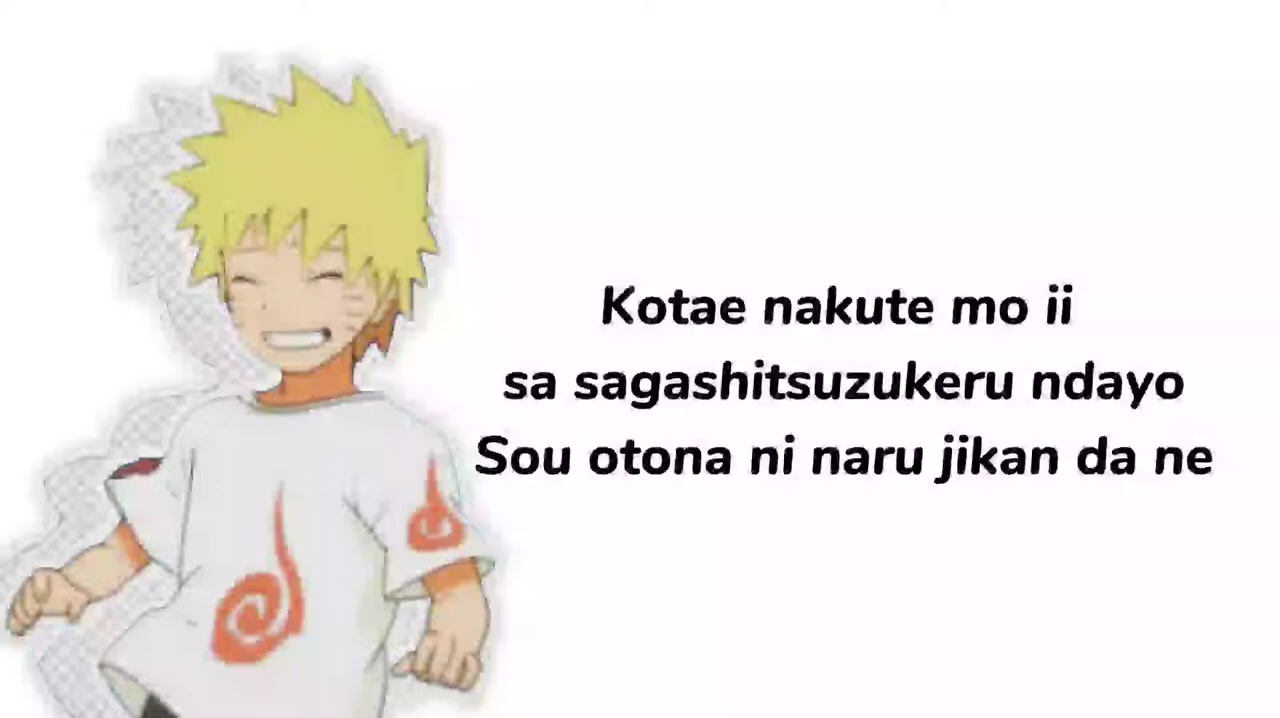 Kotae nakute mo ii
sa sagashitsuzukeru ndayo
Sou otona ni naru jikan da ne